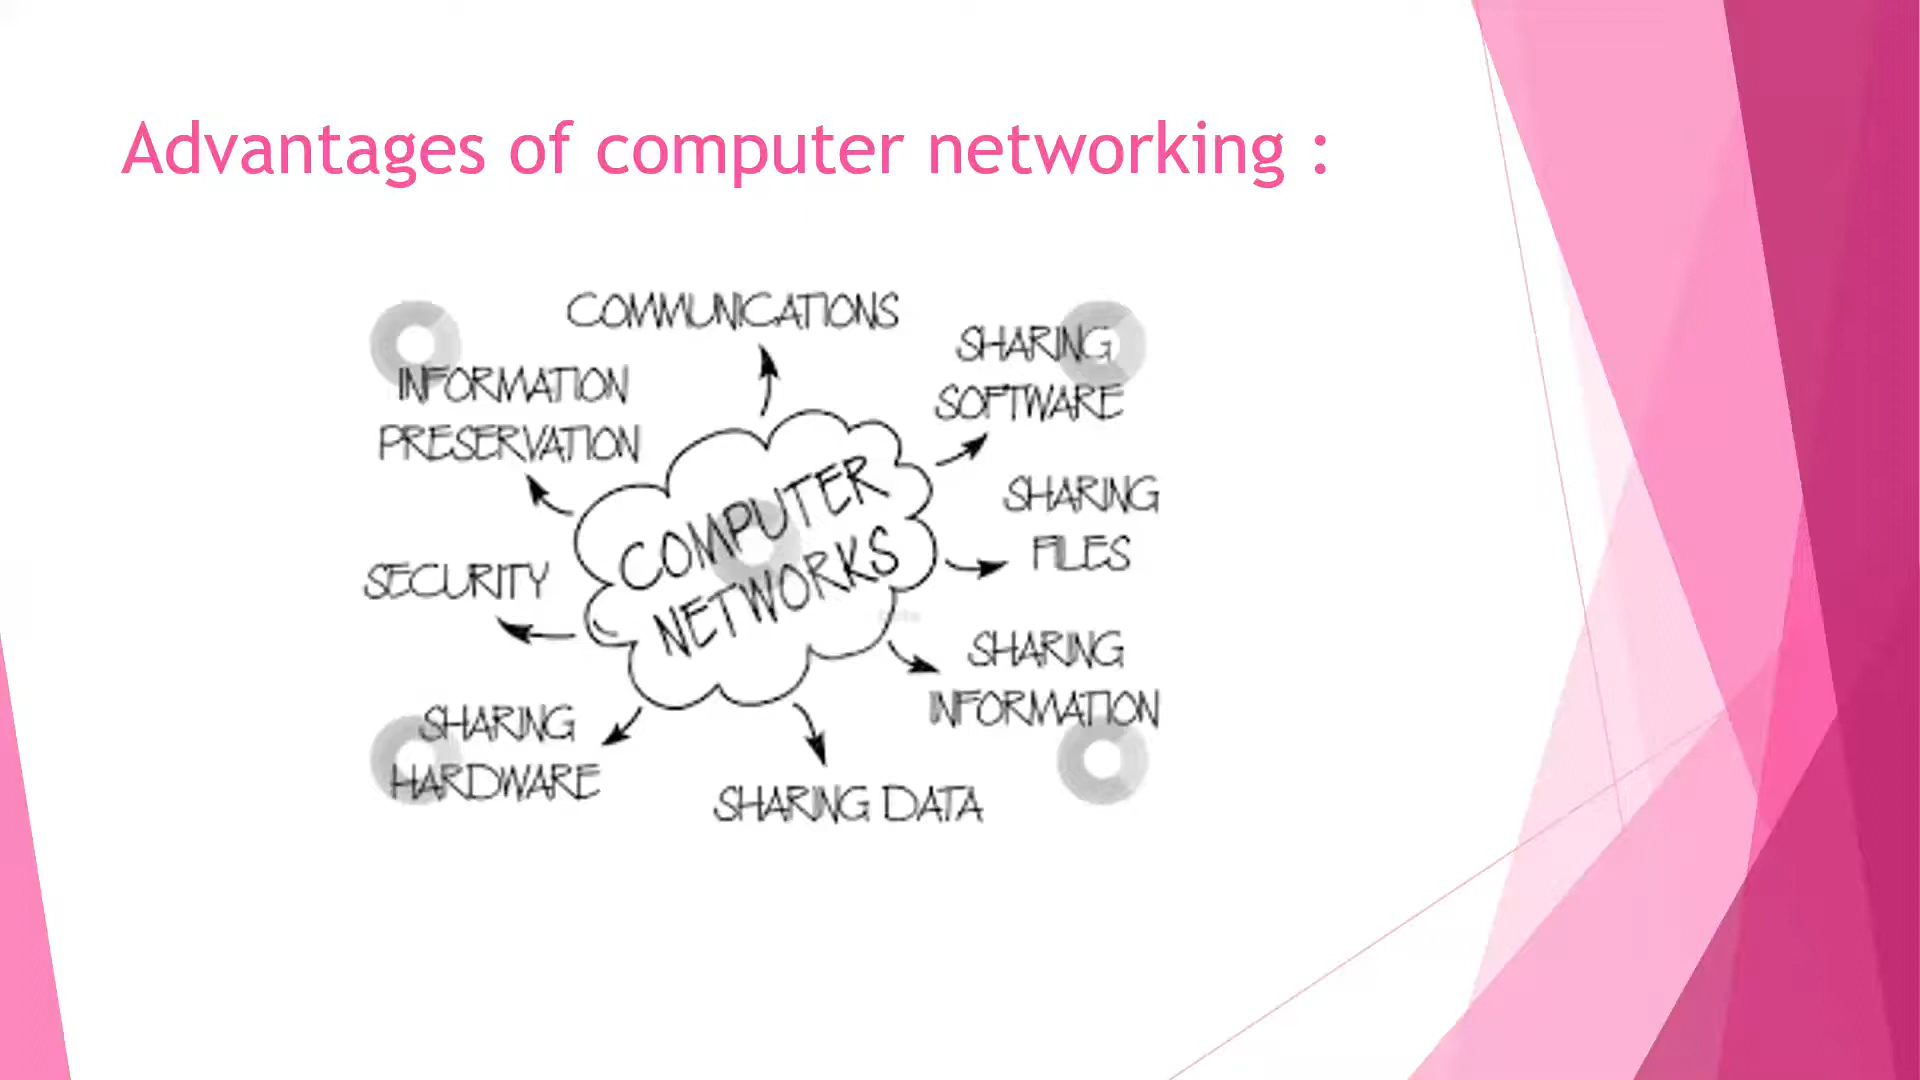 Advantages of computer networking :
COMMUNICATIONS
SHARING
SOFTWARE
INFORMATION
PRESERVATION
COMPUTER
NETWORKS
SHARING
FILES
SECURITY
SHARING
INFORMATION
SHARING
HARDWARE
SHARING DATA